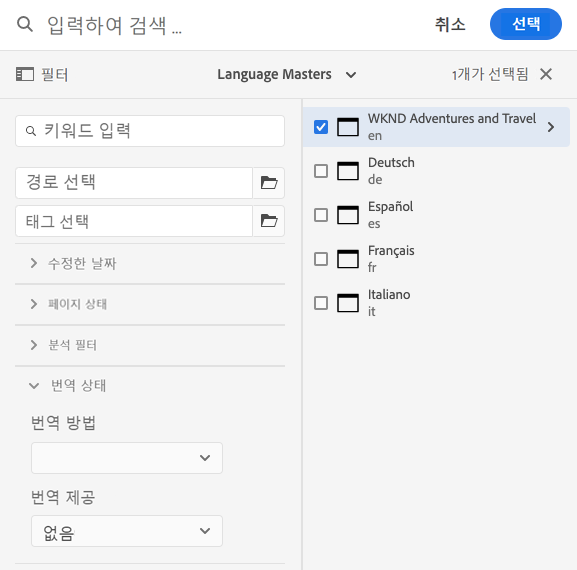 입력하여 검색 ...
취소
선택
필터
Language Masters
1개가 선택됨
키워드 입력
경로 선택
태그 선택
수정한 날짜
페이지 상태
분석 필터
번역 상태
번역 방법
번역 제공
없음
WKND Adventures and Travel
en
Deutsch
de
Español
es
Français
fr
Italiano
it